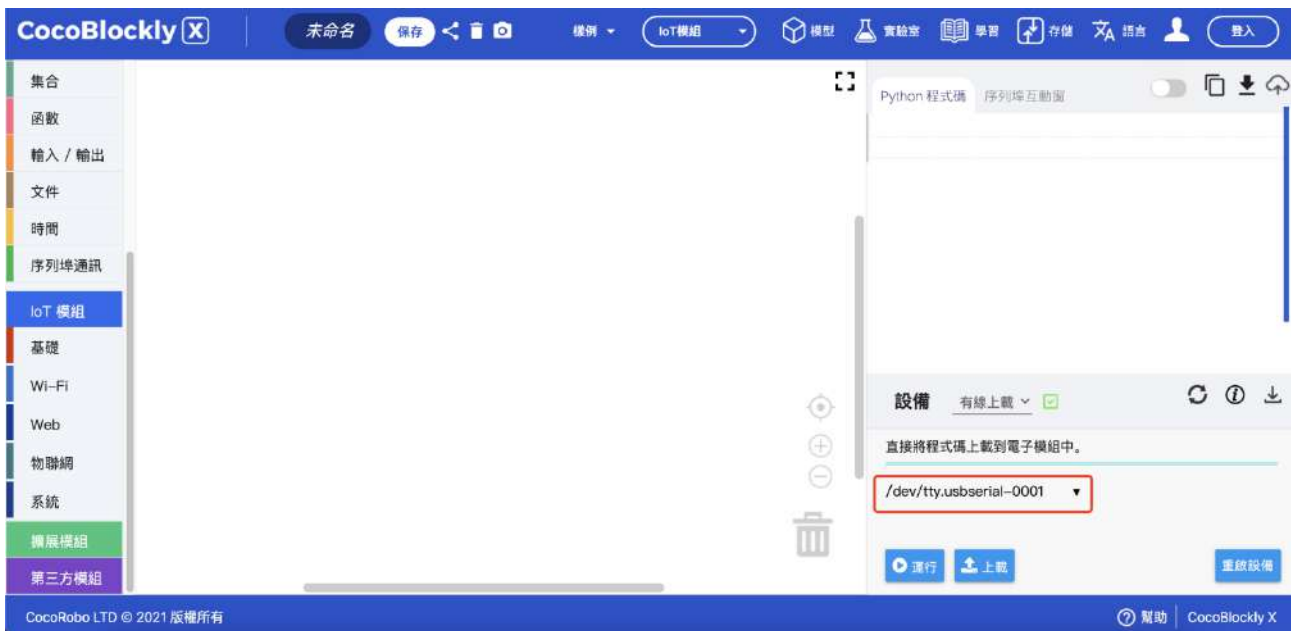 CocoBlockly X
未命名 保存 樣例 IoT模組 模型 實驗室 學習 存儲 語言 登入
集合
函數
輸入 / 輸出
文件
時間
序列埠通訊
IoT 模組
基礎
Wi-Fi
Web
物聯網
系統
擴展模組
第三方模組
Python 程式碼 序列埠互動窗
設備 有線上載
直接將程式碼上載到電子模組中。
/dev/tty.usbserial-0001
運行 上載 重啟設備
CocoRobo LTD © 2021 版權所有 幫助 CocoBlockly X